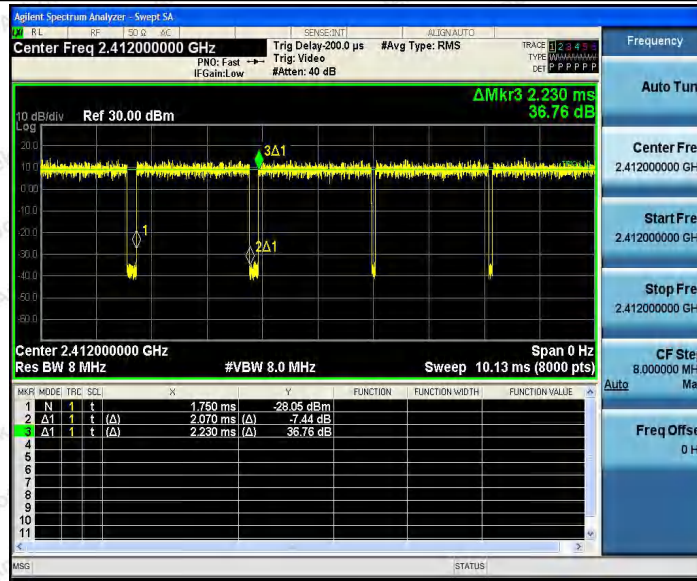 Agilent Spectrum Analyzer - Swept SA
LXI RL RF 50 Ω AC SENSE:INT ALIGN AUTO
Center Freq 2.412000000 GHz
PNO: Fast
IFGain:Low
Trig Delay-200.0 µs
Trig: Video
#Atten: 40 dB
#Avg Type: RMS
TRACE 1 2 3 4 5 6
TYPE
DET P P P P P P
ΔMkr3 2.230 ms
36.76 dB
10 dB/div Ref 30.00 dBm
Log
20.0
10.0
0.00
-10.0
-20.0
-30.0
-40.0
-50.0
-60.0
3Δ1
1
2Δ1
Center 2.412000000 GHz Span 0 Hz
Res BW 8 MHz #VBW 8.0 MHz Sweep 10.13 ms (8000 pts)
MKR MODE TRC SCL X Y FUNCTION FUNCTION WIDTH FUNCTION VALUE
1 N 1 t 1.750 ms -28.05 dBm
2 Δ1 1 t (Δ) 2.070 ms (Δ) -7.44 dB
3 Δ1 1 t (Δ) 2.230 ms (Δ) 36.76 dB
4
5
6
7
8
9
10
11
MSG STATUS
Frequency
Auto Tun
Center Fre
2.412000000 GH
Start Fre
2.412000000 GH
Stop Fre
2.412000000 GH
CF Ste
8.000000 MH
Auto Ma
Freq Offse
0 H